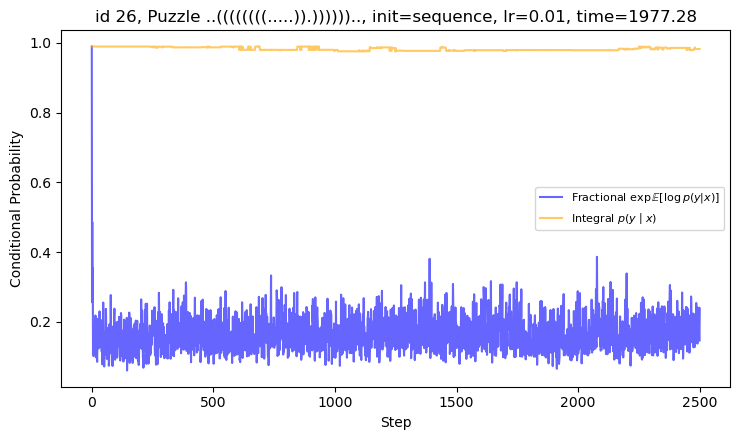 id 26, Puzzle ..((((((((.....)).)))))).., init=sequence, lr=0.01, time=1977.28
Conditional Probability
1.0
0.8
0.6
0.4
0.2
Fractional exp𝔼[log p(y|x)]
Integral p(y | x)
0
500
1000
1500
2000
2500
Step